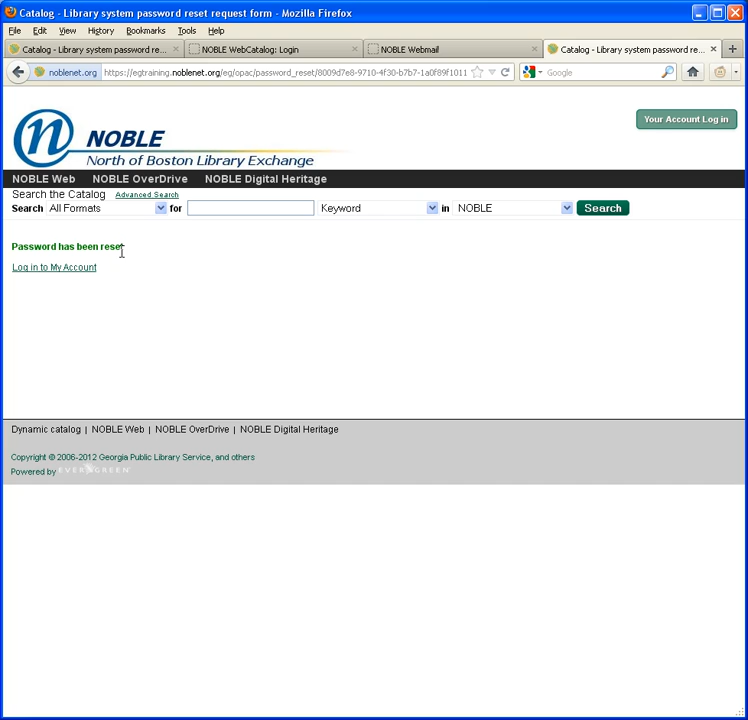 Catalog - Library system password reset request form - Mozilla Firefox
File Edit View History Bookmarks Tools Help
Catalog - Library system password re... NOBLE WebCatalog: Login NOBLE Webmail Catalog - Library system password re...
noblenet.org https://egtraining.noblenet.org/eg/opac/password_reset/8009d7e8-9710-4f30-b7b7-1a0f89f1011 Google
n NOBLE
North of Boston Library Exchange
Your Account Log in
NOBLE Web NOBLE OverDrive NOBLE Digital Heritage
Search the Catalog Advanced Search
Search All Formats for Keyword in NOBLE Search
Password has been reset
Log in to My Account
Dynamic catalog | NOBLE Web | NOBLE OverDrive | NOBLE Digital Heritage
Copyright © 2006-2012 Georgia Public Library Service, and others
Powered by EVERGREEN